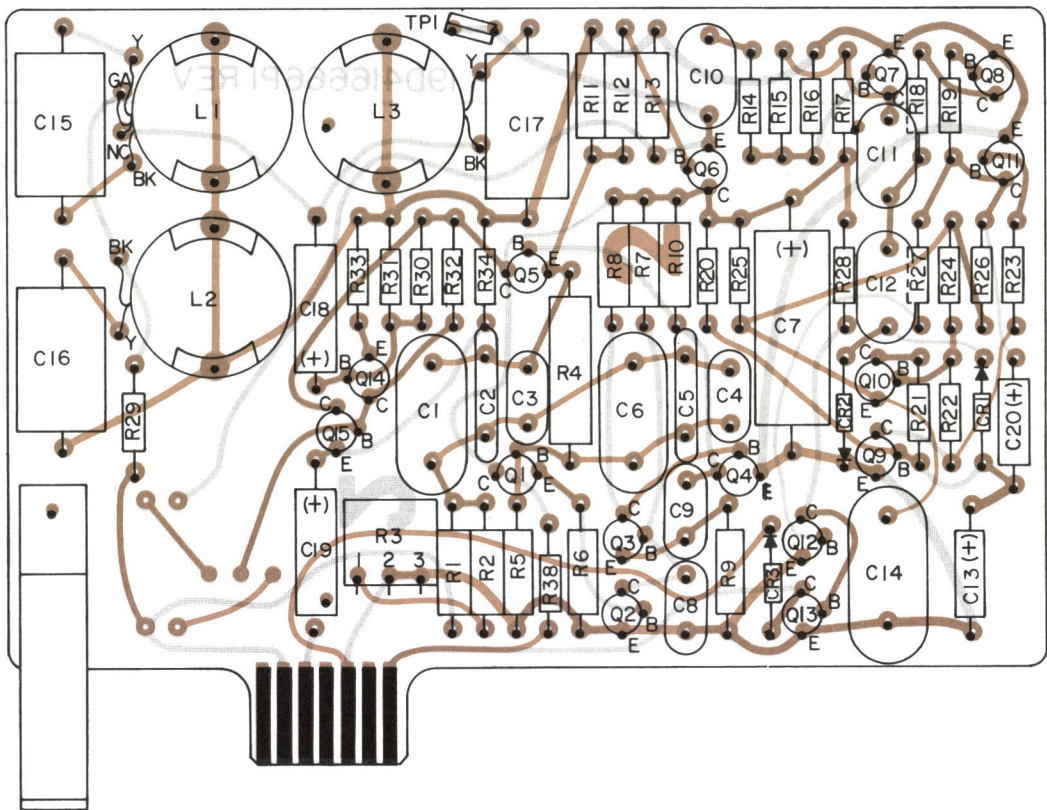 TP1
19D416686P1 REV
Y
GA
NC
BK
C15
L1
L3
Y
BK
C17
R11
R12
R13
C10
R14
R15
R16
R17
E
Q7
B
C
R18
R19
E
B
Q8
C
C11
E
B
Q6
C
E
B
Q11
C
BK
Y
L2
C16
R29
C18
(+)
R33
R31
R30
R32
R34
B
Q5
E
C
R4
R8
R7
R10
R20
R25
(+)
C7
R28
C12
R27
R24
R26
R23
E
B
Q14
C
C
Q15
B
E
C1
C2
C3
C6
C5
C4
CR2
C
Q10
B
E
R21
R22
CR1
C20(+)
B
C
Q1
E
B
C
Q4
E
C
Q9
B
E
(+)
C19
R3
1 2 3
R1
R2
R5
R38
R6
C
Q3
B
E
C
Q2
B
E
C9
C8
R9
CR3
C
Q12
B
E
C
Q13
B
E
C14
C13(+)